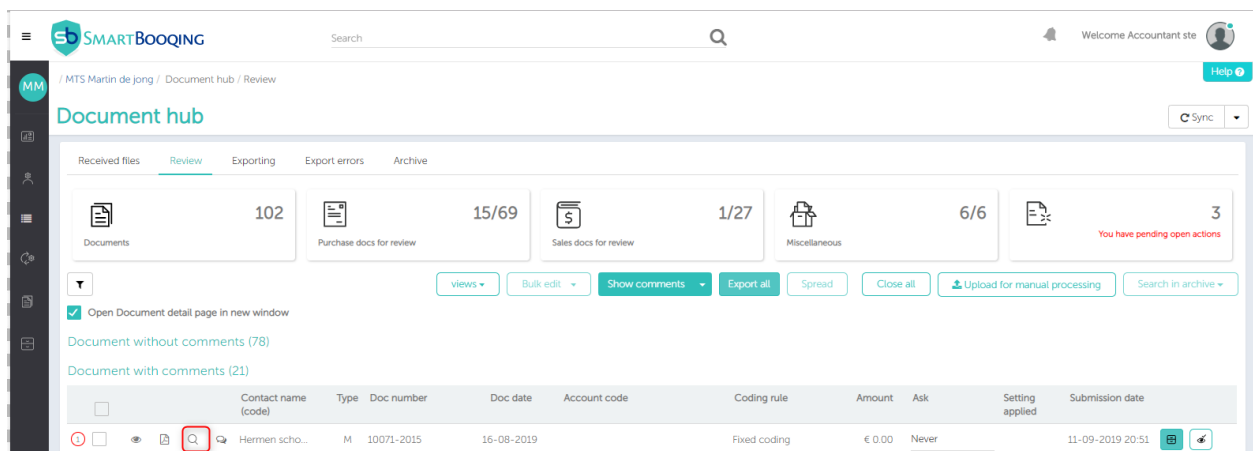 sb SMARTBOOQING
Search
Welcome Accountant ste
MM
/ MTS Martin de jong / Document hub / Review
Help ?
Document hub
Sync
Received files Review Exporting Export errors Archive
102
Documents
15/69
Purchase docs for review
$
1/27
Sales docs for review
6/6
Miscellaneous
3
You have pending open actions
views Bulk edit Show comments Export all Spread Close all Upload for manual processing Search in archive
Open Document detail page in new window
Document without comments (78)
Document with comments (21)
Contact name (code) Type Doc number Doc date Account code Coding rule Amount Ask Setting applied Submission date
1 Hermen scho... M 10071-2015 16-08-2019 Fixed coding € 0.00 Never 11-09-2019 20:51